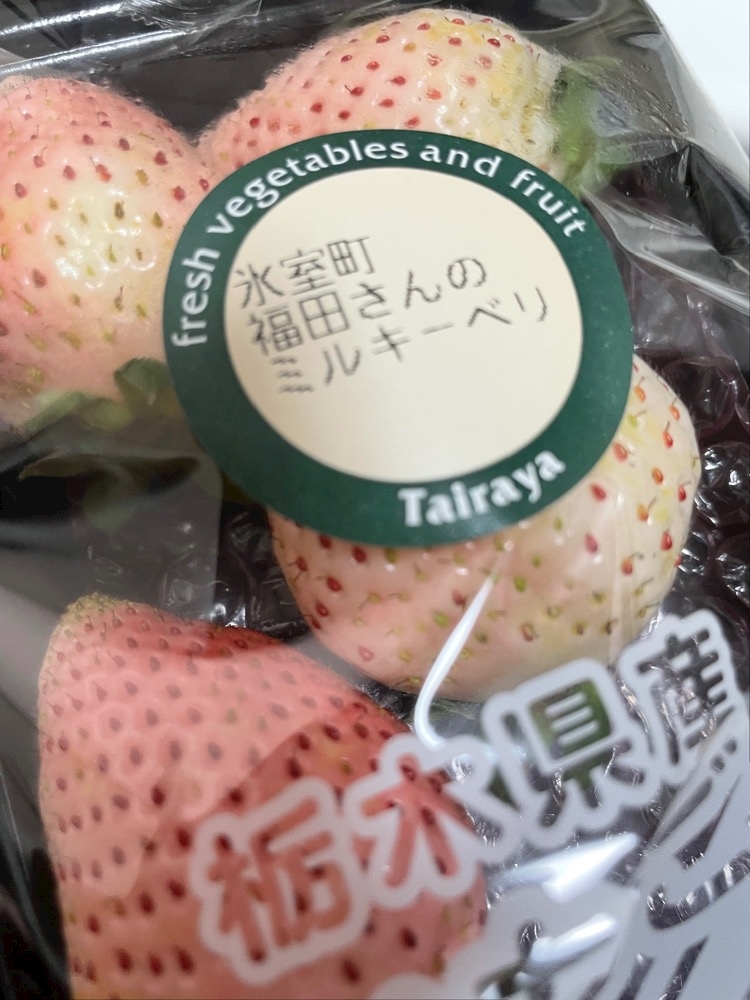 fresh vegetables and fruit
氷室町
福田さんの
ミルキーベリ
Tairaya
栃木県産